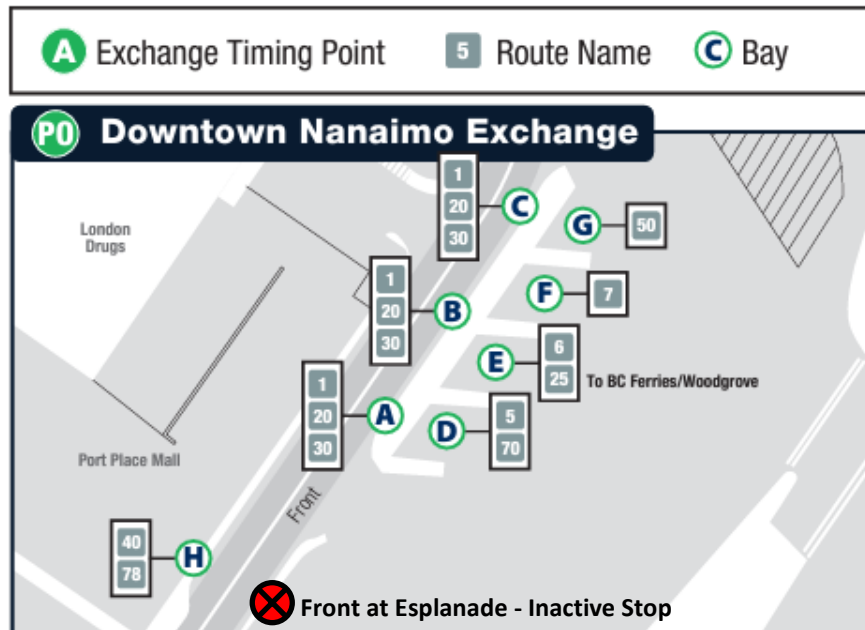 A Exchange Timing Point 5 Route Name C Bay
PO Downtown Nanaimo Exchange
London
Drugs
Port Place Mall
1
20
30
C
G
50
1
20
30
B
F
7
E
6
25
To BC Ferries/Woodgrove
1
20
30
A
D
5
70
Front
40
78
H
Front at Esplanade - Inactive Stop